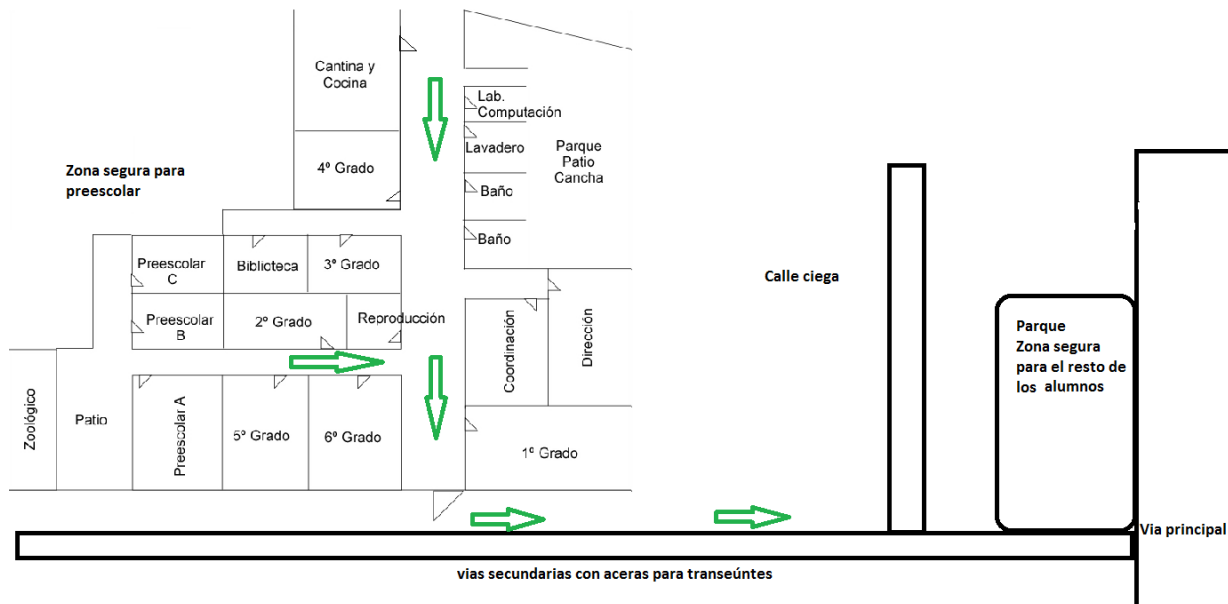 Cantina y
Cocina
Lab.
Computación
Lavadero
Parque
Patio
Cancha
4º Grado
Zona segura para
preescolar
Baño
Baño
Preescolar
C
Biblioteca
3º Grado
Calle ciega
Preescolar
B
2º Grado
Reproducción
Coordinación
Dirección
Parque
Zona segura
para el resto de
los alumnos
Zoológico
Patio
Preescolar A
5º Grado
6º Grado
1º Grado
Via principal
vias secundarias con aceras para transeúntes